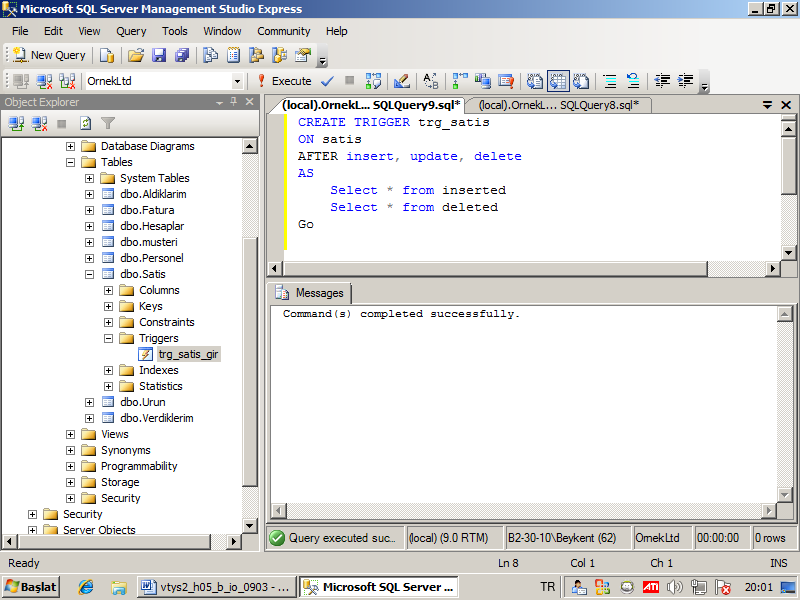 Microsoft SQL Server Management Studio Express
File Edit View Query Tools Window Community Help
New Query
OrnekLtd Execute
Object Explorer
(local).OrnekL... SQLQuery9.sql* (local).OrnekL... SQLQuery8.sql*
Database Diagrams
Tables
System Tables
dbo.Aldiklarim
dbo.Fatura
dbo.Hesaplar
dbo.musteri
dbo.Personel
dbo.Satis
Columns
Keys
Constraints
Triggers
trg_satis_gir
Indexes
Statistics
dbo.Urun
dbo.Verdiklerim
Views
Synonyms
Programmability
Storage
Security
Security
Server Objects
CREATE TRIGGER trg_satis
ON satis
AFTER insert, update, delete
AS
Select * from inserted
Select * from deleted
Go
Messages
Command(s) completed successfully.
Query executed suc... (local) (9.0 RTM) B2-30-10\Beykent (62) OrnekLtd 00:00:00 0 rows
Ready Ln 8 Col 1 Ch 1 INS
Başlat vtys2_h05_b_io_0903 - ... Microsoft SQL Server ... TR ATI 20:01